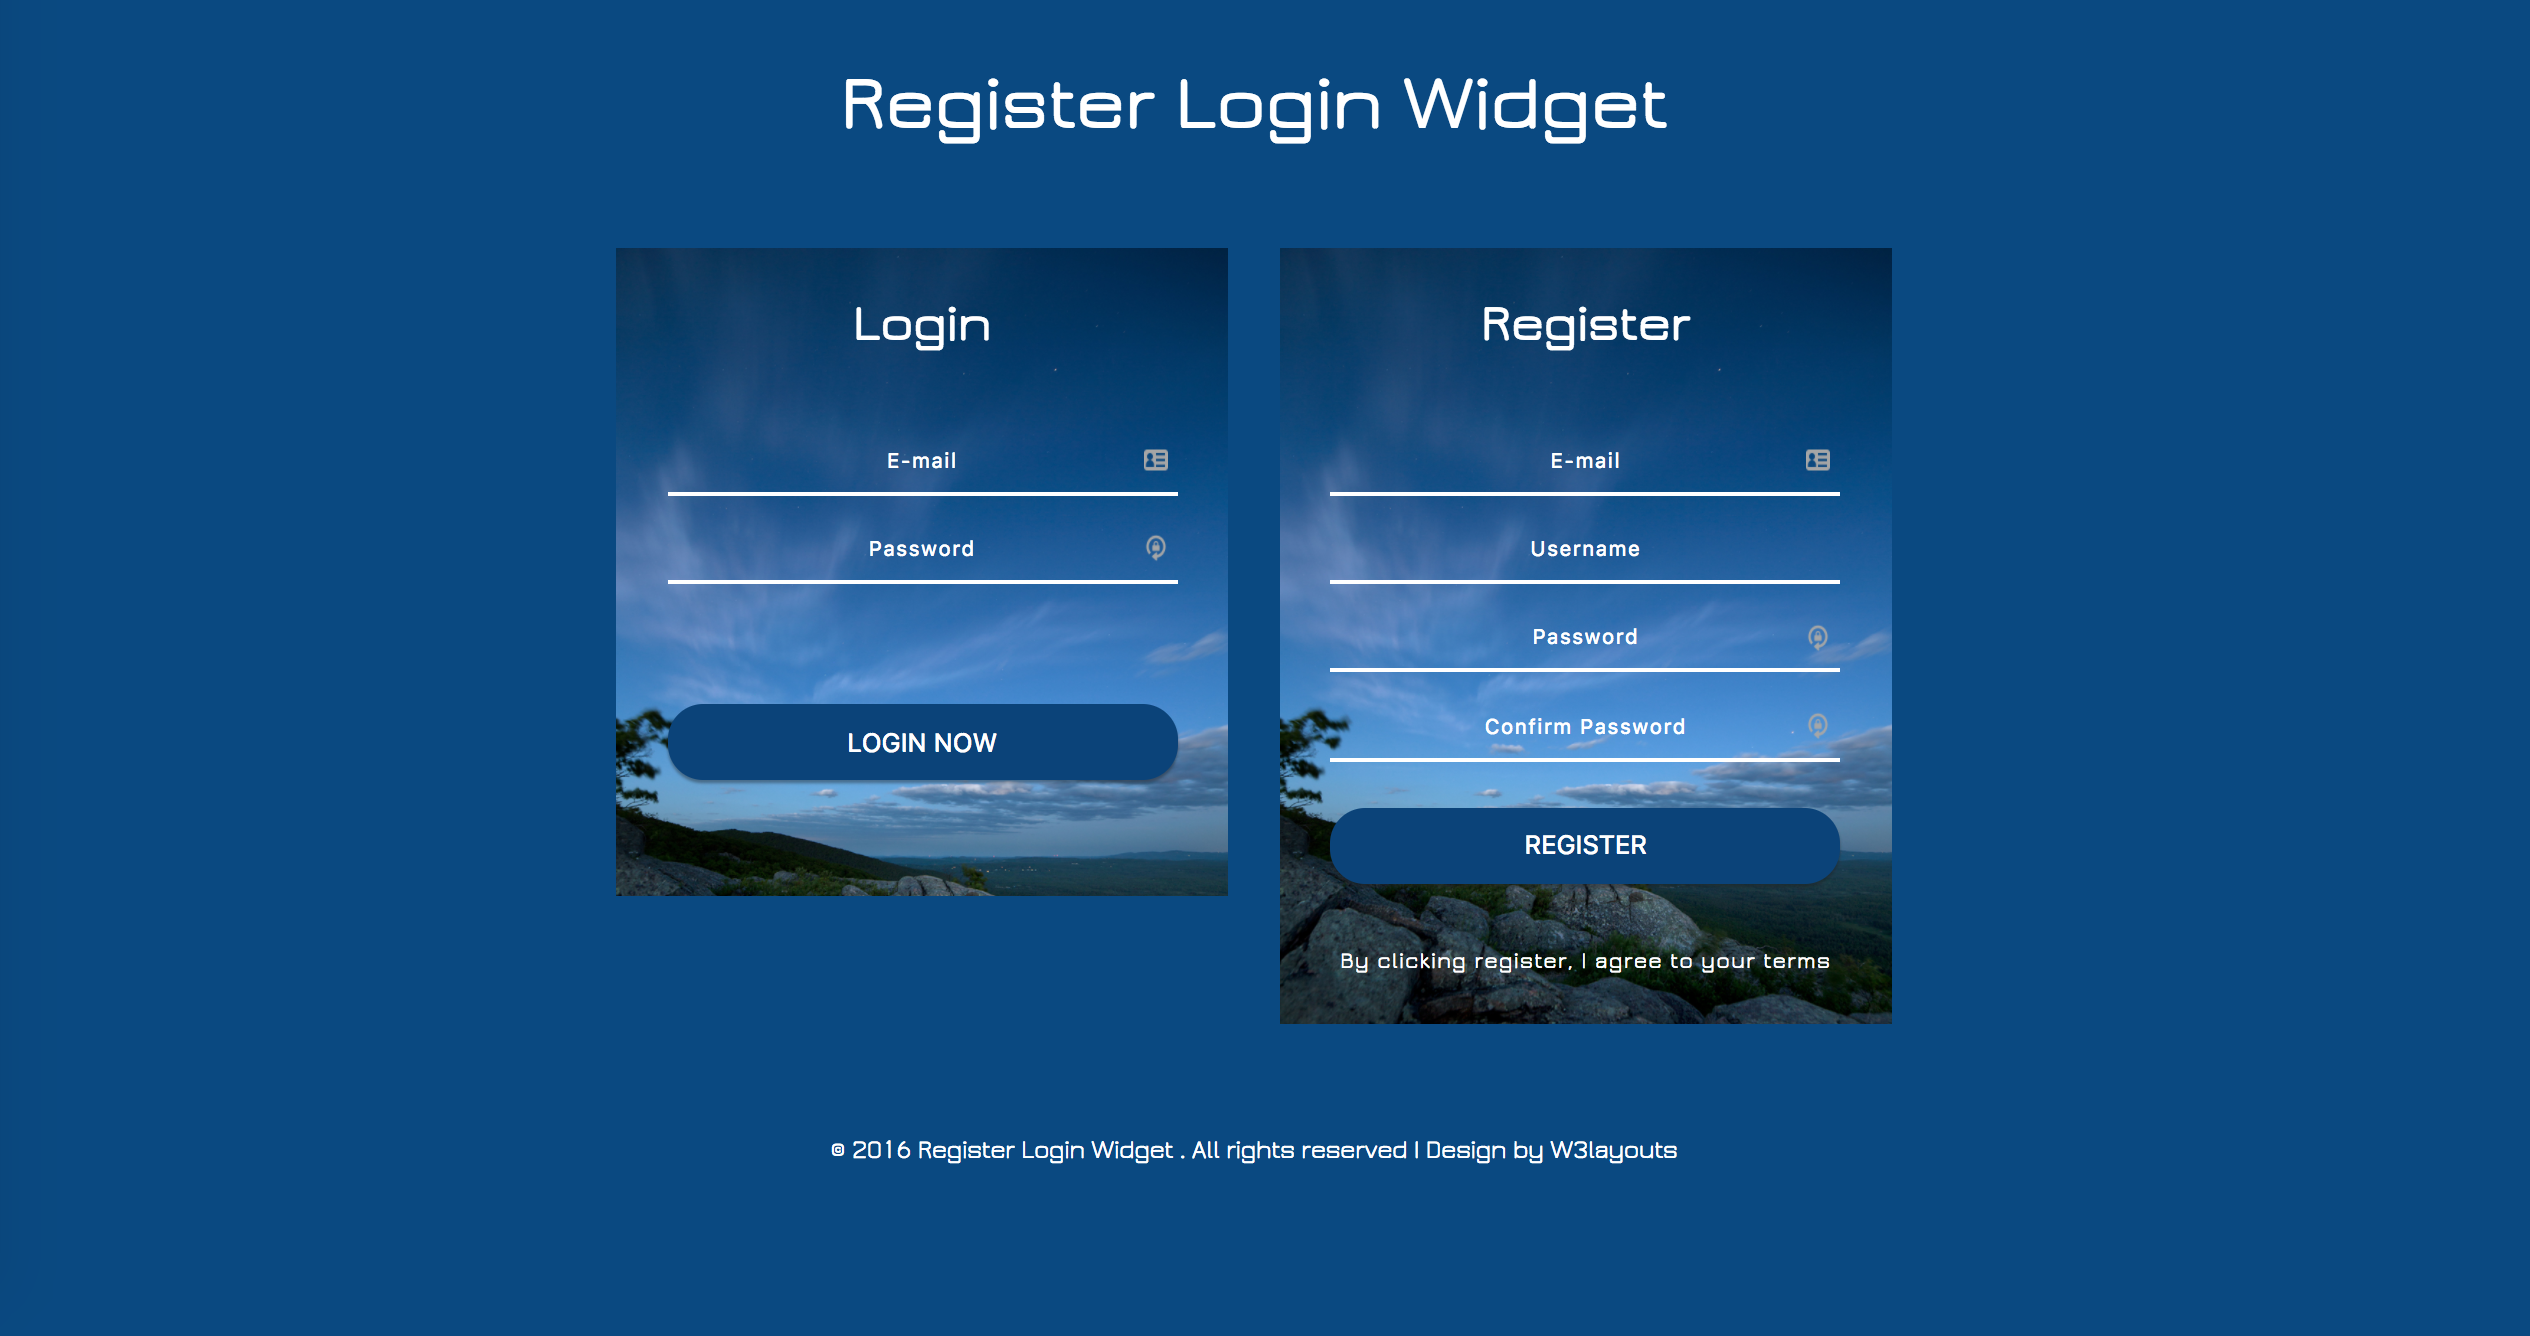 Register Login Widget
Login
E-mail
Password
LOGIN NOW
Register
E-mail
Username
Password
Confirm Password
REGISTER
By clicking register, I agree to your terms
© 2016 Register Login Widget . All rights reserved | Design by W3layouts